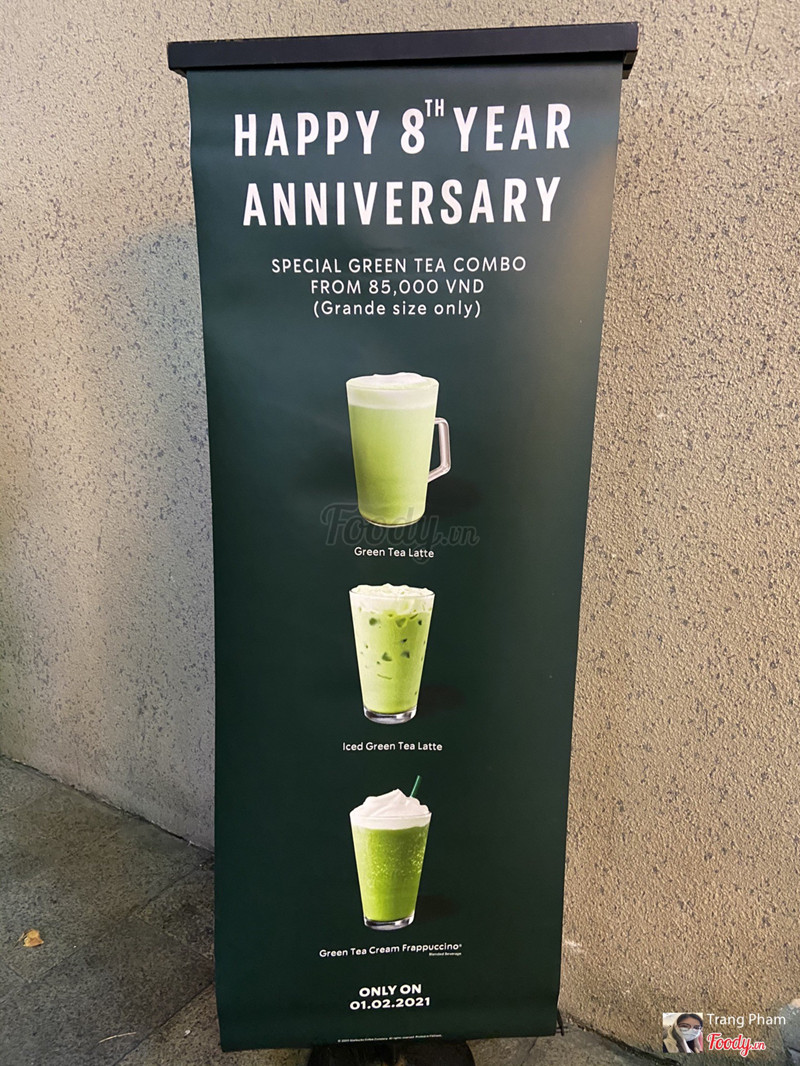 HAPPY 8TH YEAR
ANNIVERSARY
SPECIAL GREEN TEA COMBO
FROM 85,000 VND
(Grande size only)
Foody.vn
Green Tea Latte
Iced Green Tea Latte
Green Tea Cream Frappuccino®
Blended Beverage
ONLY ON
01.02.2021
Trang Pham
Foody.vn